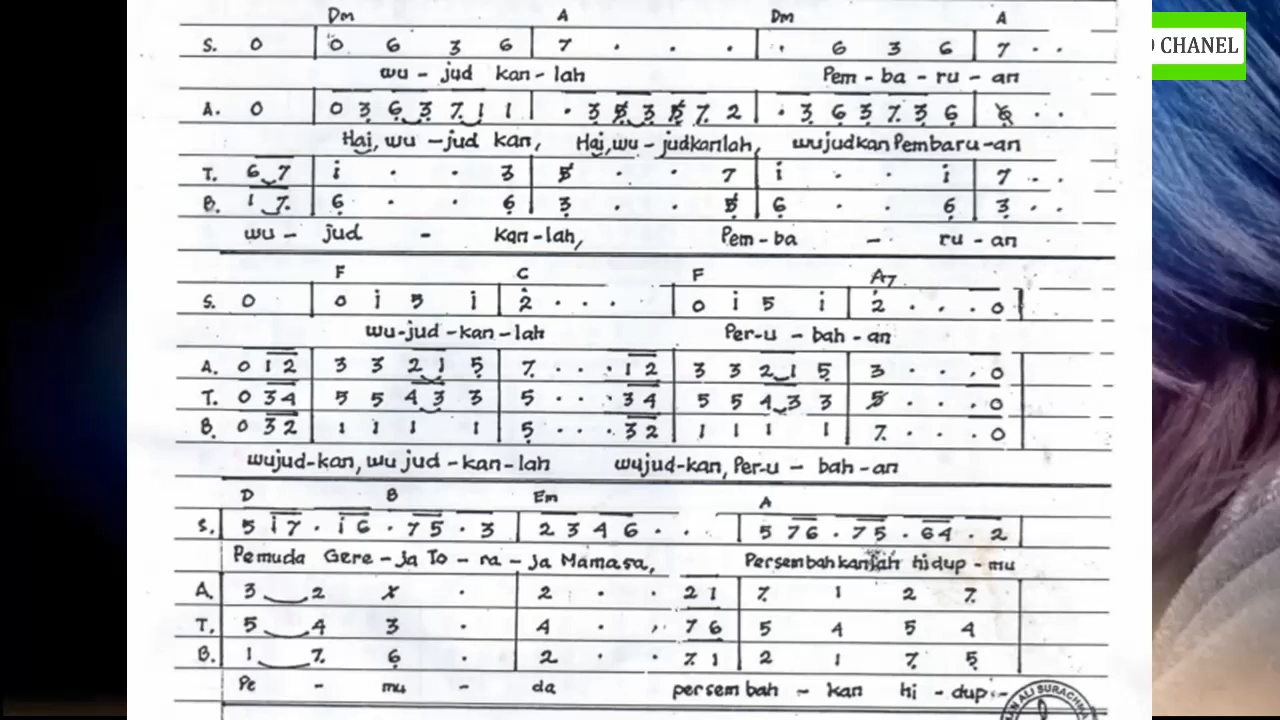 Dm A Dm A
S. 0 | 0 6 3 6 | 7 . . . | . 6 3 6 | 7 . .
wu - jud kan - lah Pem - ba - ru - an
A. 0 | 0 3 6 3 7 1 1 | . 3 5 3 5 7 2 | . 3 6 3 7 3 6 | 6 . .
Hai, wu - jud kan, Hai, wu - judkanlah, wujudkan Pembaru-an
T. 6 7 | i . . 3 | 5 . . 7 | i . . i | 7 . .
B. 1 7 | 6 . . 6 | 3 . . 5 | 6 . . 6 | 3 . .
wu - jud - kan-lah, Pem-ba - ru - an
F C F A7
S. 0 | 0 i 5 i | 2 . . . | 0 i 5 i | 2 . . . 0 |
wu-jud-kan-lah Per-u - bah - an
A. 0 1 2 | 3 3 2 1 5 | 7 . . . 1 2 | 3 3 2 1 5 | 3 . . . 0
T. 0 3 4 | 5 5 4 3 3 | 5 . . . 3 4 | 5 5 4 3 3 | 5 . . . 0
B. 0 3 2 | 1 1 1 1 | 5 . . . 3 2 | 1 1 1 1 | 7 . . . 0
wujud-kan, wu jud - kan-lah wujud-kan, Per-u - bah-an
D B Em A
S. | 5 i 7 . i 6 . 7 5 . 3 | 2 3 4 6 . . | 5 7 6 . 7 5 . 6 4 . 2
Pemuda Gere - ja To - ra - ja Mamasa, Persembahkanlah hidup - mu
A. 3 2 . | 2 . . 2 1 | 7 1 2 7
T. 5 4 3 . | 4 . . 7 6 | 5 4 5 4
B. 1 7 6 . | 2 . . 7 1 | 2 1 7 5
Pe - mu - da persembah - kan hi - dup -
CHANEL
ALI SURACHMA